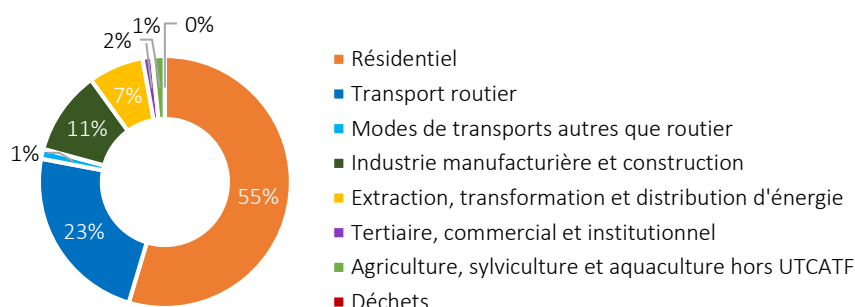 1%
0%
2%
7%
11%
1%
55%
23%
Résidentiel
Transport routier
Modes de transports autres que routier
Industrie manufacturière et construction
Extraction, transformation et distribution d'énergie
Tertiaire, commercial et institutionnel
Agriculture, sylviculture et aquaculture hors UTCATF
Déchets